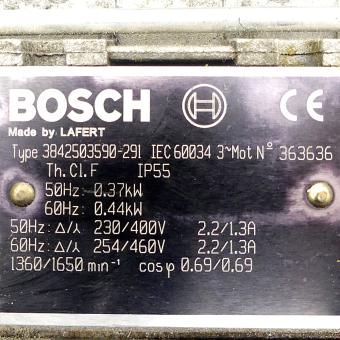 BOSCH CE
Made by LAFERT
Type 3842503590-291 IEC 60034 3~Mot Nº 363636
Th. Cl. F IP55
50Hz: 0.37kW
60Hz: 0.44kW
50Hz: Δ/⅄ 230/400V 2.2/1.3A
60Hz: Δ/⅄ 254/460V 2.2/1.3A
1360/1650 min⁻¹ cosφ 0.69/0.69